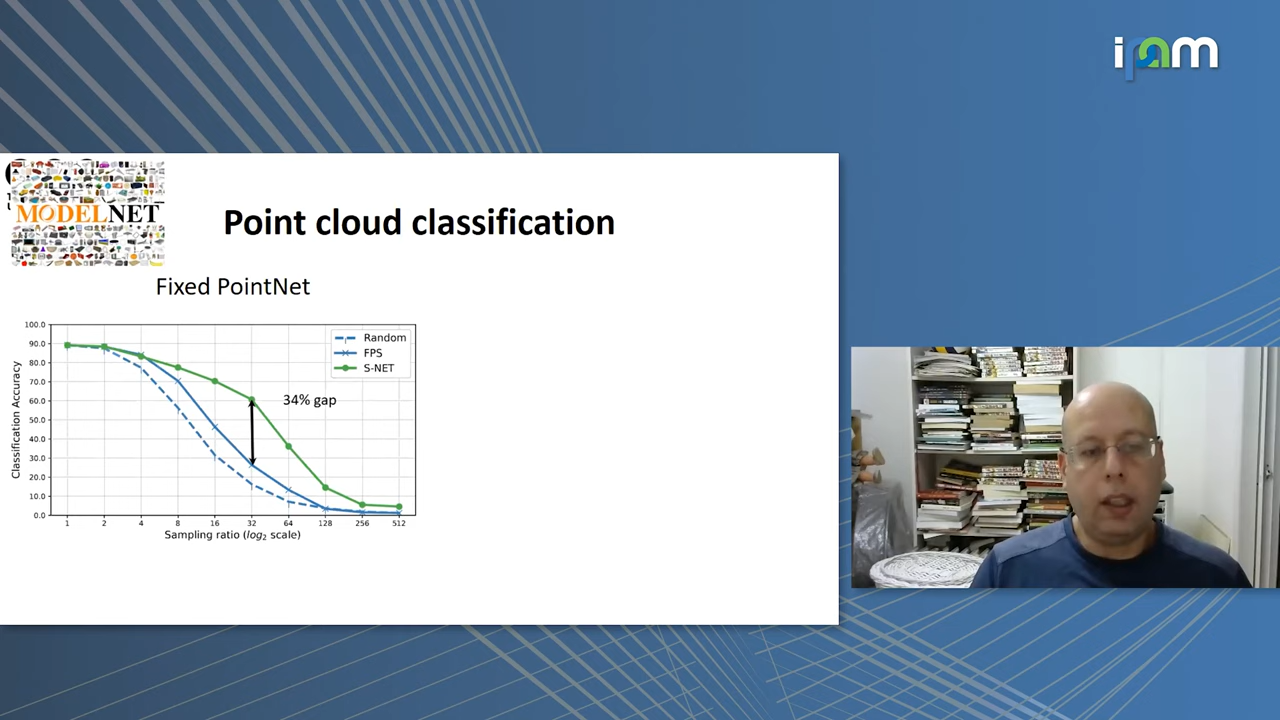 ipam
MODELNET
Point cloud classification
Fixed PointNet
100.0
90.0
80.0
70.0
60.0
50.0
40.0
30.0
20.0
10.0
0.0
Classification Accuracy
Random
FPS
S-NET
34% gap
1 2 4 8 16 32 64 128 256 512
Sampling ratio (log₂ scale)